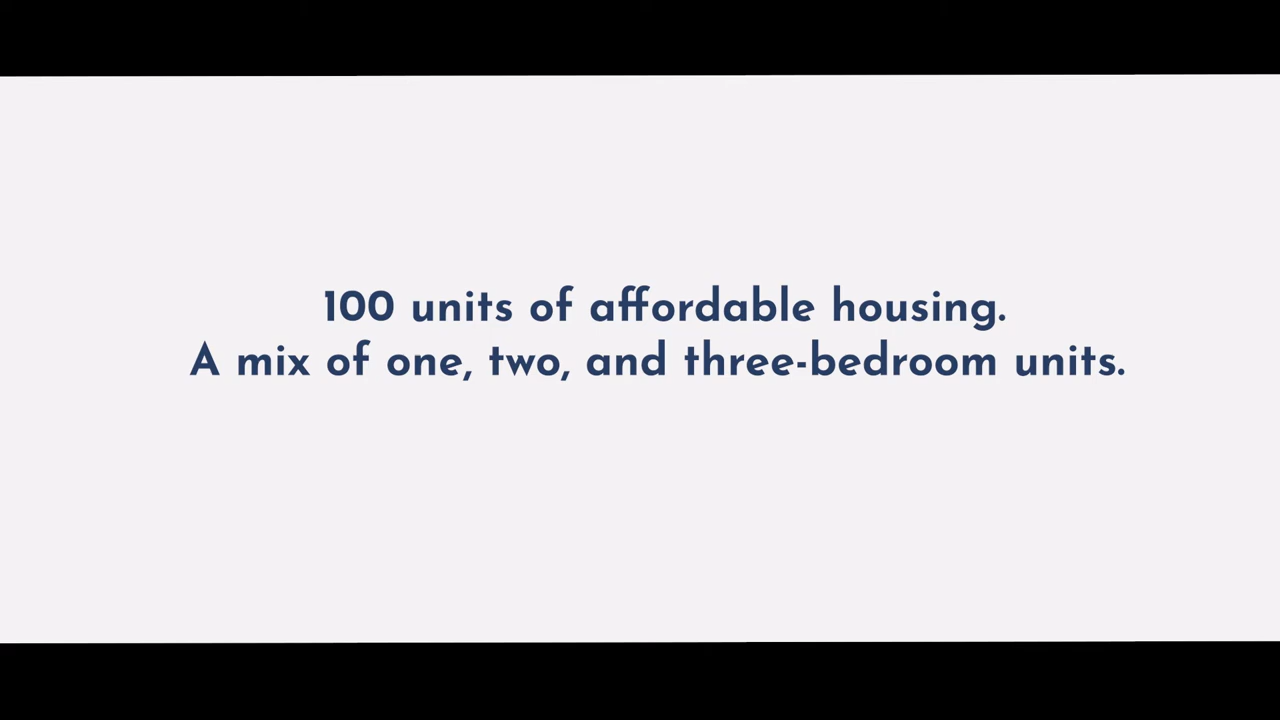 100 units of affordable housing.
A mix of one, two, and three-bedroom units.